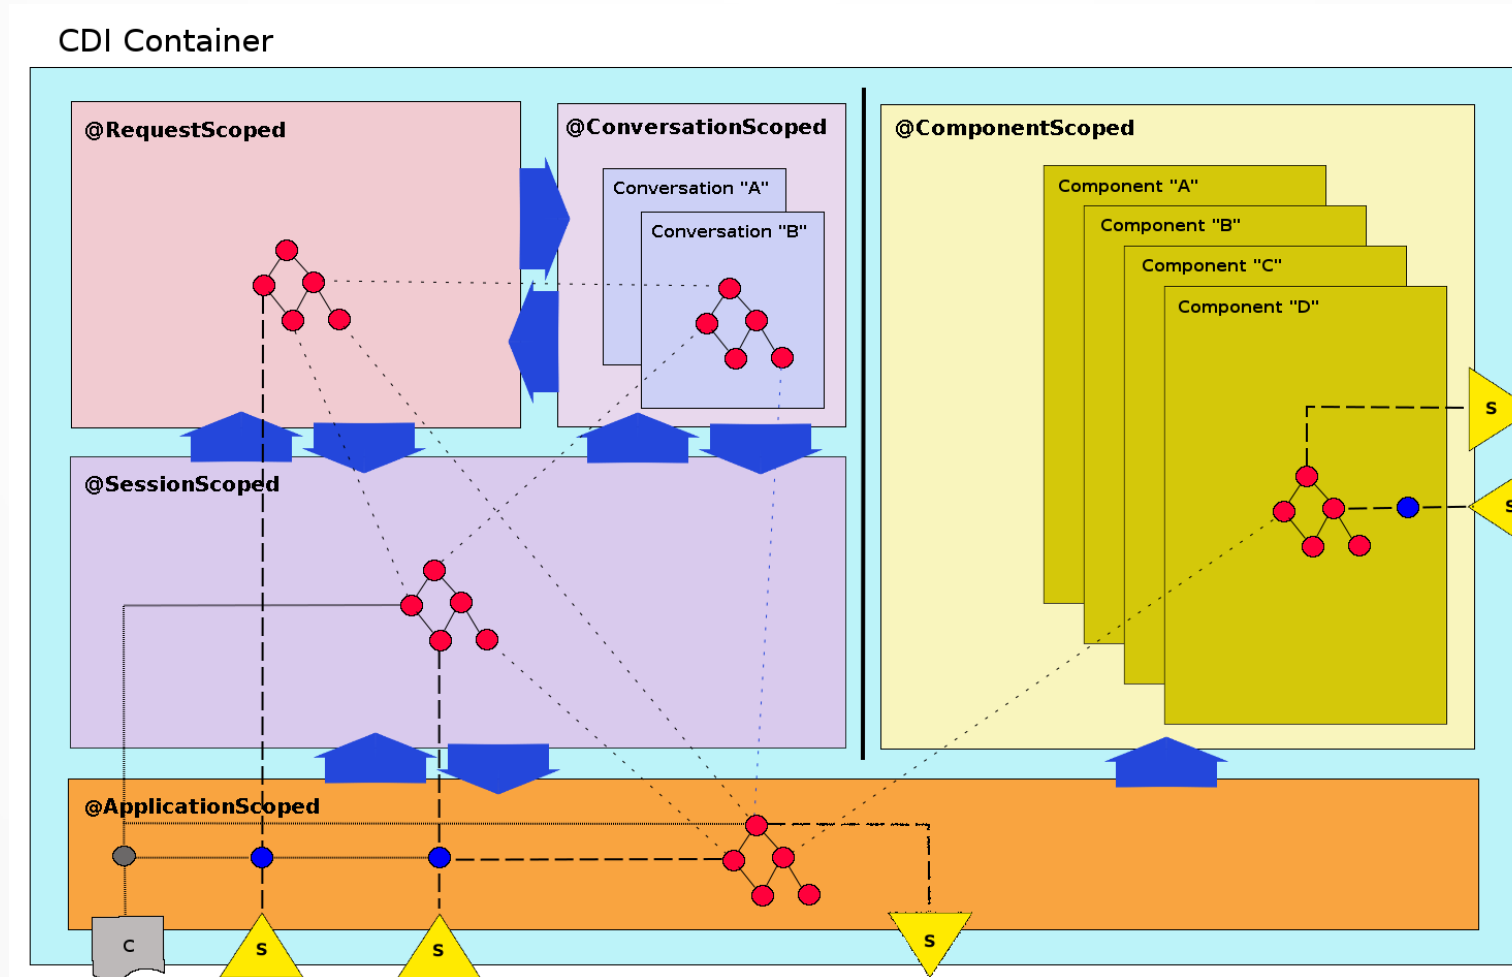 CDI Container
@RequestScoped
@ConversationScoped
Conversation "A"
Conversation "B"
@ComponentScoped
Component "A"
Component "B"
Component "C"
Component "D"
S
S
@SessionScoped
@ApplicationScoped
C
S
S
S